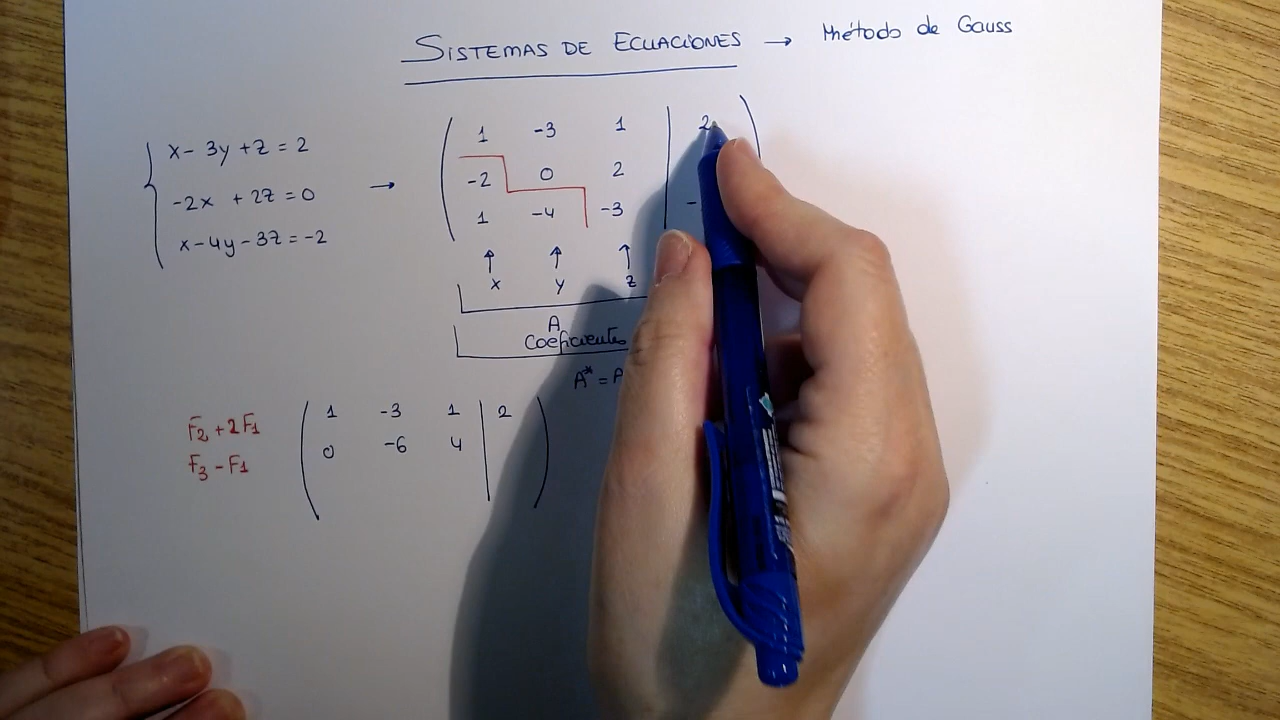 SISTEMAS DE ECUACIONES → Método de Gauss
x - 3y + z = 2
-2x + 2z = 0
x - 4y - 3z = -2
→
1 -3 1 | 2
-2 0 2
1 -4 -3 | -
↑ ↑ ↑
x y z
A
coeficientes
A* = A
F2 + 2F1
F3 - F1
1 -3 1 | 2
0 -6 4